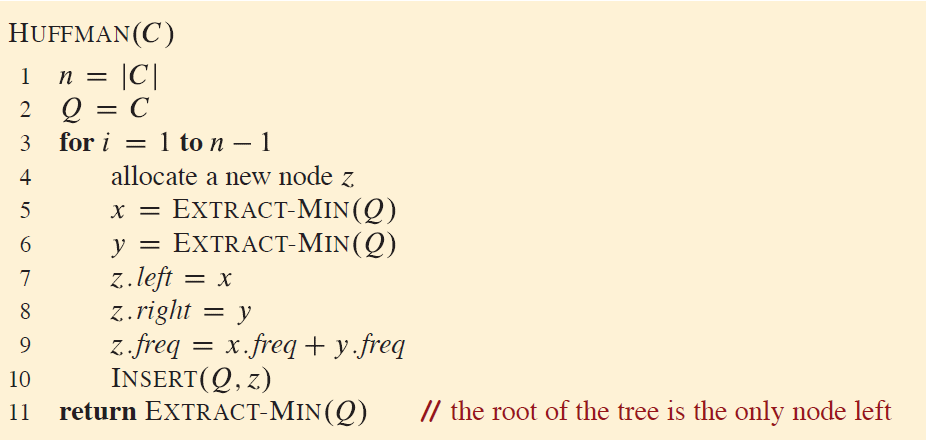 HUFFMAN(C)
1 n = |C|
2 Q = C
3 for i = 1 to n − 1
4 allocate a new node z
5 x = EXTRACT-MIN(Q)
6 y = EXTRACT-MIN(Q)
7 z.left = x
8 z.right = y
9 z.freq = x.freq + y.freq
10 INSERT(Q, z)
11 return EXTRACT-MIN(Q) // the root of the tree is the only node left